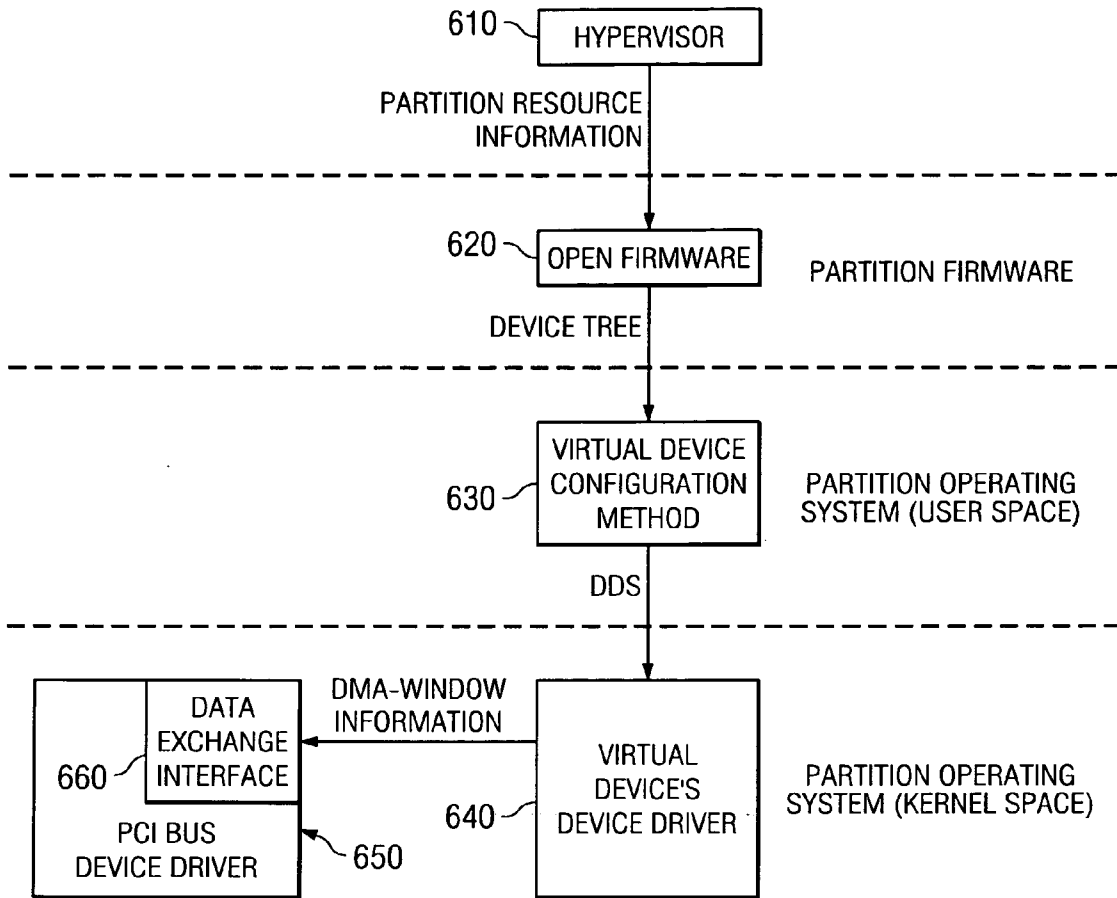 610
HYPERVISOR
PARTITION RESOURCE
INFORMATION
620
OPEN FIRMWARE
PARTITION FIRMWARE
DEVICE TREE
630
VIRTUAL DEVICE
CONFIGURATION
METHOD
PARTITION OPERATING
SYSTEM (USER SPACE)
DDS
DATA
EXCHANGE
INTERFACE
660
PCI BUS
DEVICE DRIVER
650
DMA-WINDOW
INFORMATION
640
VIRTUAL
DEVICE'S
DEVICE DRIVER
PARTITION OPERATING
SYSTEM (KERNEL SPACE)